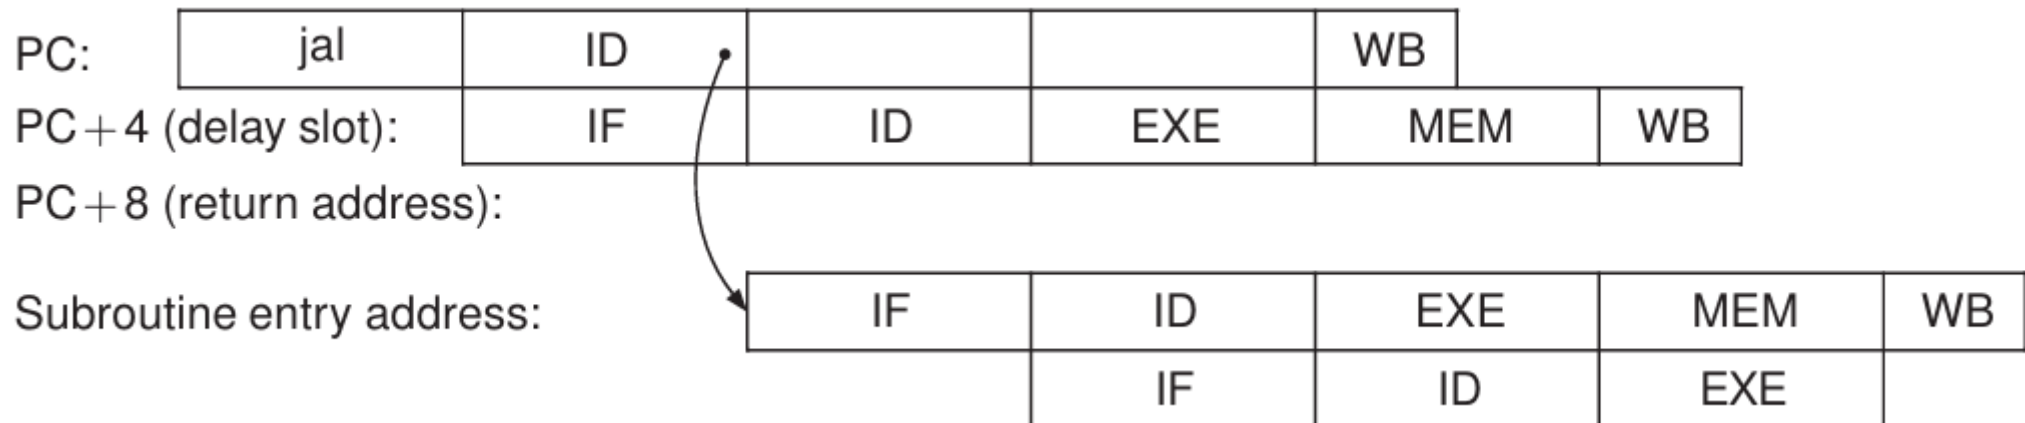 PC: jal ID WB
PC+4 (delay slot): IF ID EXE MEM WB
PC+8 (return address):
Subroutine entry address: IF ID EXE MEM WB
IF ID EXE